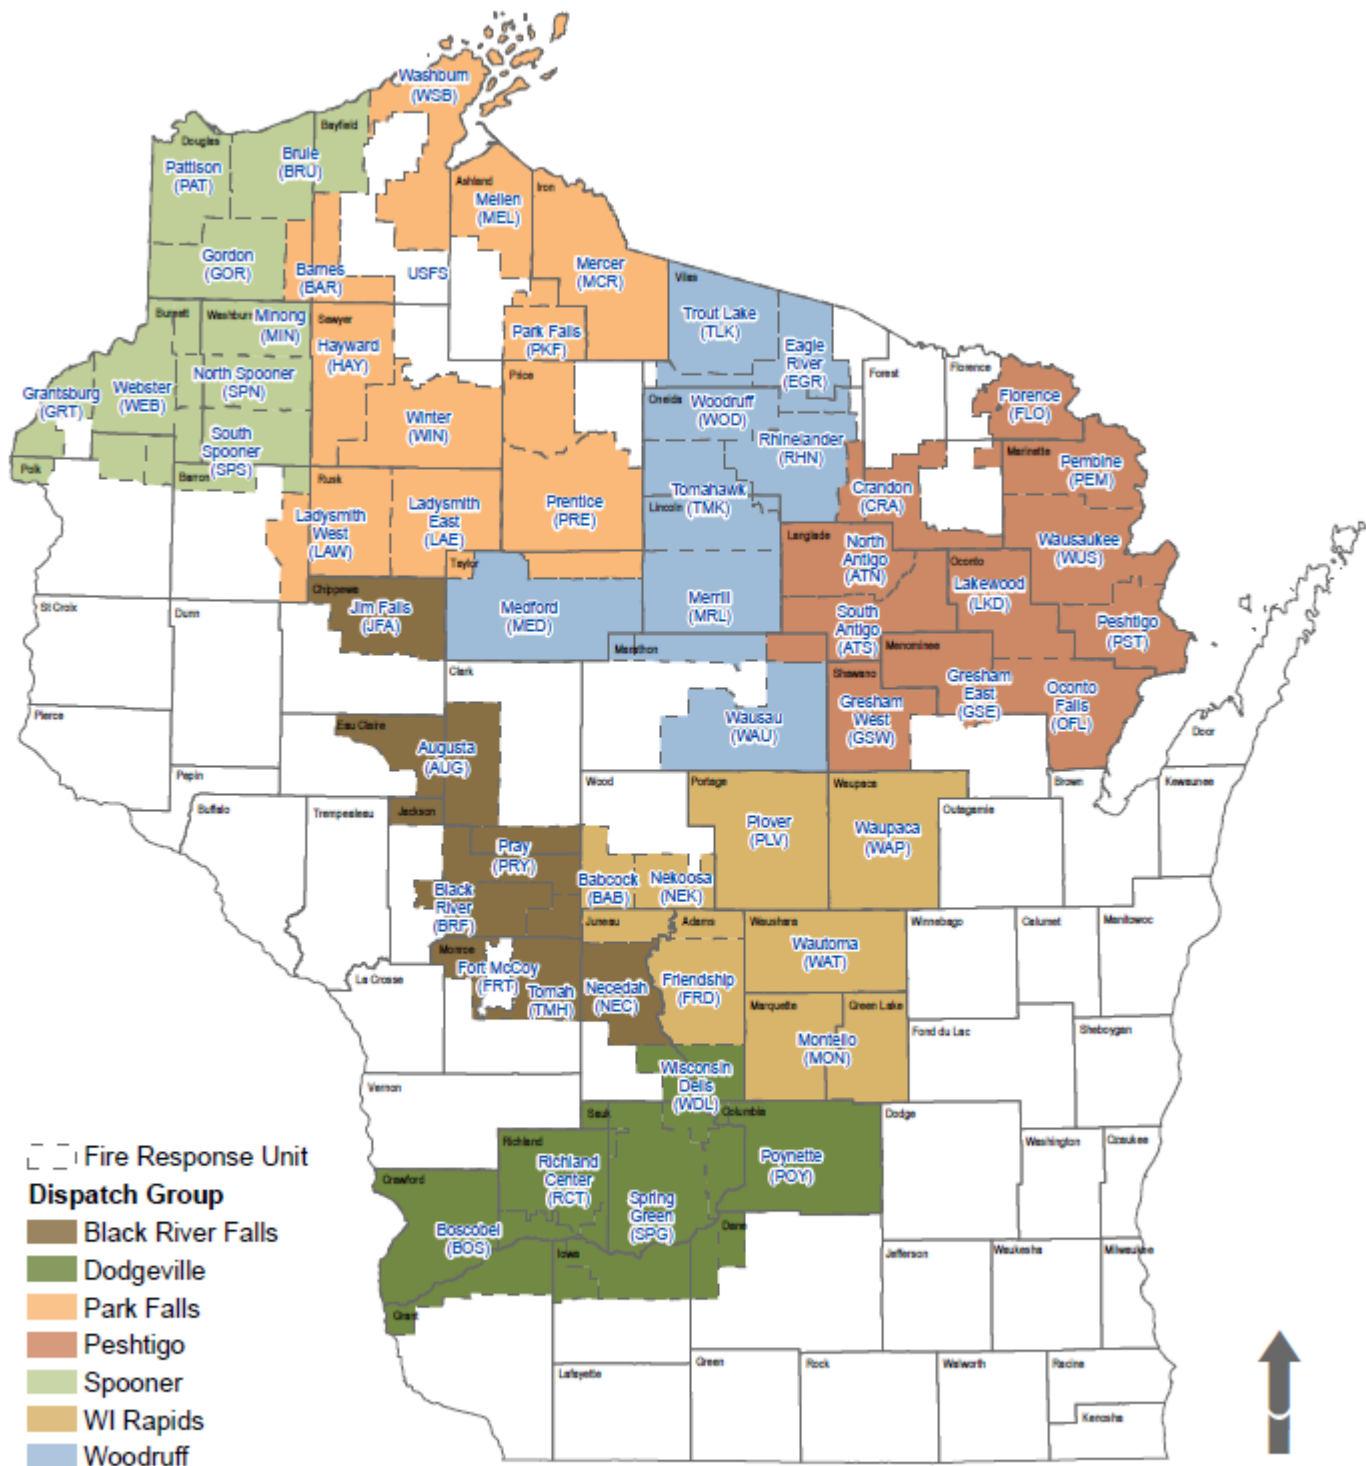 Washburn
(WSB)
Bayfield
Douglas
Brule
(BRU)
Pattison
(PAT)
Ashland
Mellen
(MEL)
Iron
Gordon
(GOR)
Barnes
(BAR)
USFS
Mercer
(MCR)
Vilas
Trout Lake
(TLK)
Burnett
Washburn
Minong
(MIN)
Sawyer
Hayward
(HAY)
Park Falls
(PKF)
Eagle
River
(EGR)
Forest
Florence
Florence
(FLO)
Grantsburg
(GRT)
Webster
(WEB)
North Spooner
(SPN)
Price
Oneida
Woodruff
(WOD)
Winter
(WIN)
South
Spooner
(SPS)
Rhinelander
(RHN)
Marinette
Pembine
(PEM)
Polk
Barron
Rusk
Ladysmith
West
(LAW)
Ladysmith
East
(LAE)
Prentice
(PRE)
Tomahawk
(TMK)
Lincoln
Crandon
(CRA)
Langlade
North
Antigo
(ATN)
Wausaukee
(WUS)
Taylor
Oconto
Lakewood
(LKD)
Chippewa
Jim Falls
(JFA)
St Croix
Dunn
Medford
(MED)
Merrill
(MRL)
South
Antigo
(ATS)
Peshtigo
(PST)
Marathon
Menominee
Clark
Shawano
Gresham
West
(GSW)
Gresham
East
(GSE)
Oconto
Falls
(OFL)
Pierce
Eau Claire
Augusta
(AUG)
Wausau
(WAU)
Door
Pepin
Wood
Portage
Waupaca
Brown
Kewaunee
Buffalo
Trempealeau
Jackson
Outagamie
Plover
(PLV)
Waupaca
(WAP)
Pray
(PRY)
Black
River
(BRF)
Babcock
(BAB)
Nekoosa
(NEK)
Juneau
Adams
Waushara
Winnebago
Calumet
Manitowoc
Monroe
Fort McCoy
(FRT)
Tomah
(TMH)
Necedah
(NEC)
Friendship
(FRD)
Wautoma
(WAT)
La Crosse
Marquette
Green Lake
Montello
(MON)
Fond du Lac
Sheboygan
Vernon
Wisconsin
Dells
(WDL)
Sauk
Columbia
Dodge
Washington
Ozaukee
Richland
Richland
Center
(RCT)
Poynette
(POY)
Crawford
Boscobel
(BOS)
Spring
Green
(SPG)
Dane
Iowa
Jefferson
Waukesha
Milwaukee
Grant
Lafayette
Green
Rock
Walworth
Racine
Kenosha
Fire Response Unit
Dispatch Group
Black River Falls
Dodgeville
Park Falls
Peshtigo
Spooner
WI Rapids
Woodruff